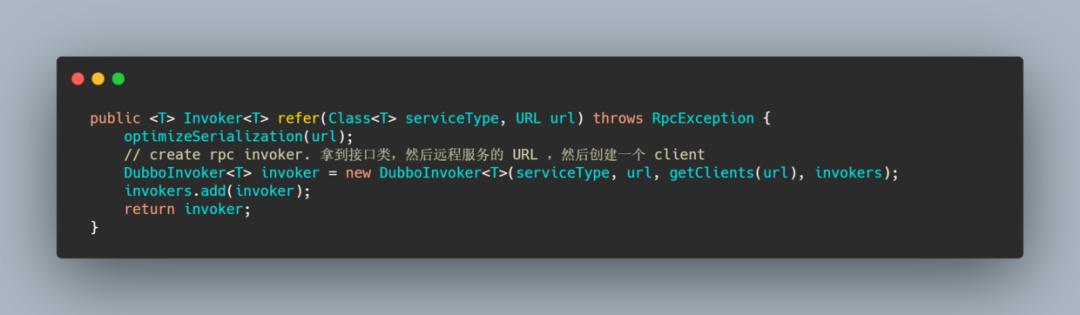 public <T> Invoker<T> refer(Class<T> serviceType, URL url) throws RpcException {
    optimizeSerialization(url);
    // create rpc invoker. 拿到接口类，然后远程服务的 URL ，然后创建一个 client
    DubboInvoker<T> invoker = new DubboInvoker<T>(serviceType, url, getClients(url), invokers);
    invokers.add(invoker);
    return invoker;
}